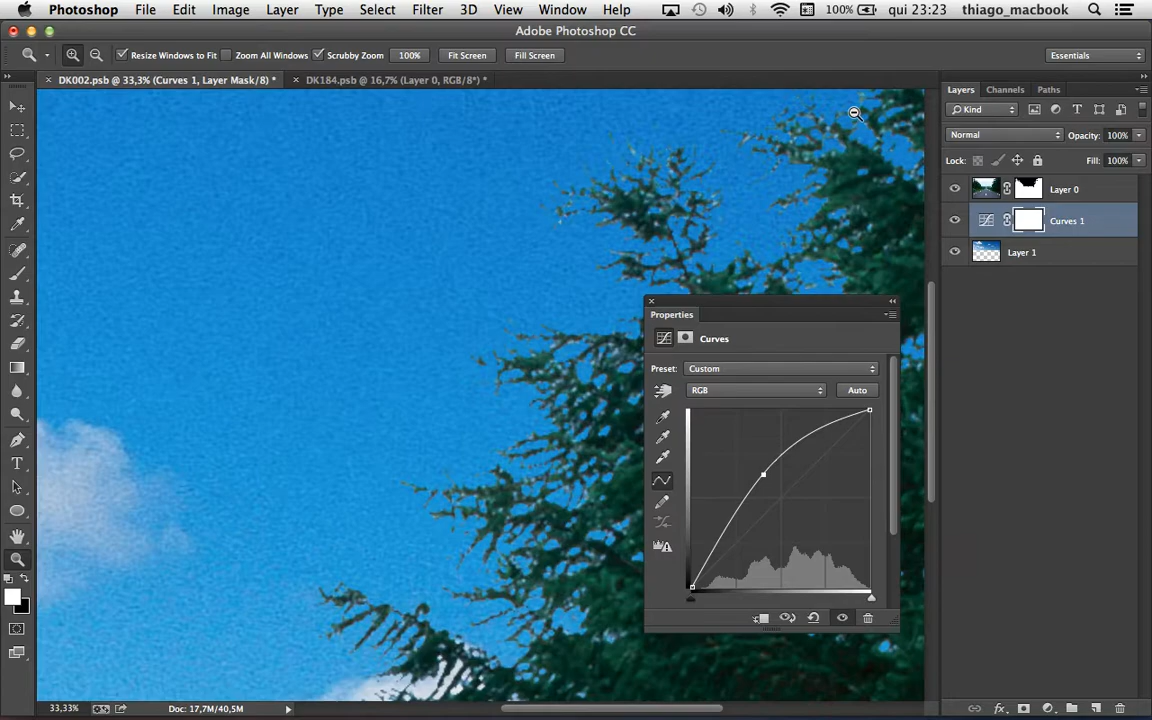 Photoshop File Edit Image Layer Type Select Filter 3D View Window Help 100% qui 23:23 thiago_macbook
Adobe Photoshop CC
Resize Windows to Fit Zoom All Windows Scrubby Zoom 100% Fit Screen Fill Screen Essentials
DK002.psb @ 33,3% (Curves 1, Layer Mask/8) * DK184.psb @ 16,7% (Layer 0, RGB/8*) *
Layers Channels Paths
Kind
Normal Opacity: 100%
Lock: Fill: 100%
Layer 0
Curves 1
Layer 1
Properties
Curves
Preset: Custom
RGB Auto
33,33% Doc: 17,7M/40,5M